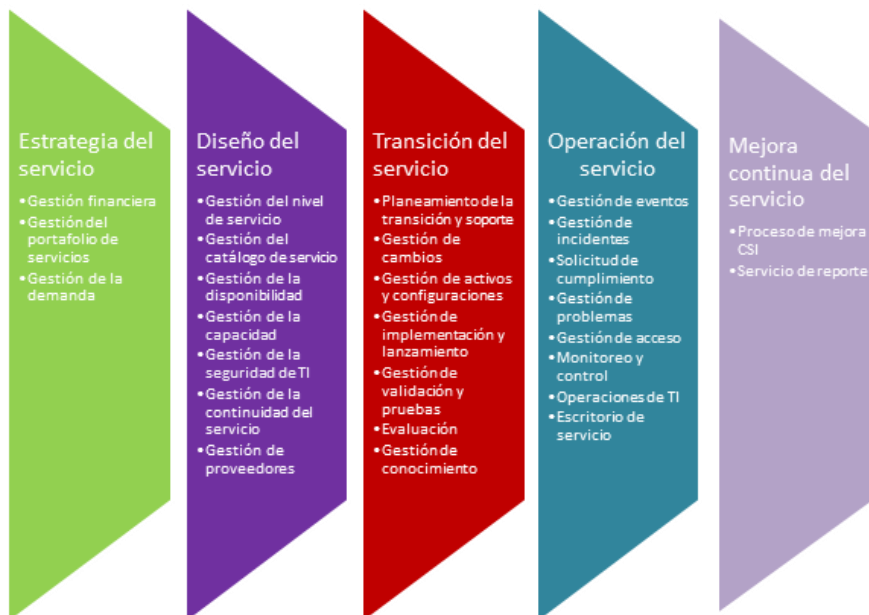 Estrategia del
servicio
•Gestión financiera
•Gestión del
portafolio de
servicios
•Gestión de la
demanda
Diseño del
servicio
•Gestión del nivel
de servicio
•Gestión del
catálogo de servicio
•Gestión de la
disponibilidad
•Gestión de la
capacidad
•Gestión de la
seguridad de TI
•Gestión de la
continuidad del
servicio
•Gestión de
proveedores
Transición del
servicio
•Planeamiento de la
transición y soporte
•Gestión de
cambios
•Gestión de activos
y configuraciones
•Gestión de
implementación y
lanzamiento
•Gestión de
validación y
pruebas
•Evaluación
•Gestión de
conocimiento
Operación del
servicio
•Gestión de eventos
•Gestión de
incidentes
•Solicitud de
cumplimiento
•Gestión de
problemas
•Gestión de acceso
•Monitoreo y
control
•Operaciones de TI
•Escritorio de
servicio
Mejora
continua del
servicio
•Proceso de mejora
CSI
•Servicio de reporte